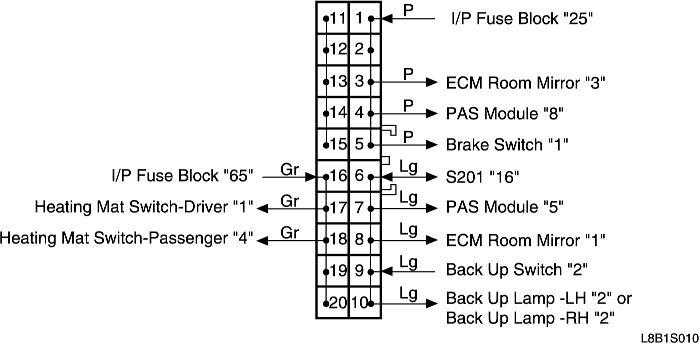 11 1 P I/P Fuse Block "25"
12 2
13 3 P ECM Room Mirror "3"
14 4 P PAS Module "8"
15 5 P Brake Switch "1"
I/P Fuse Block "65" Gr 16 6 Lg S201 "16"
Heating Mat Switch-Driver "1" Gr 17 7 Lg PAS Module "5"
Heating Mat Switch-Passenger "4" Gr 18 8 Lg ECM Room Mirror "1"
19 9 Lg Back Up Switch "2"
20 10 Lg Back Up Lamp -LH "2" or
Back Up Lamp -RH "2"
L8B1S010